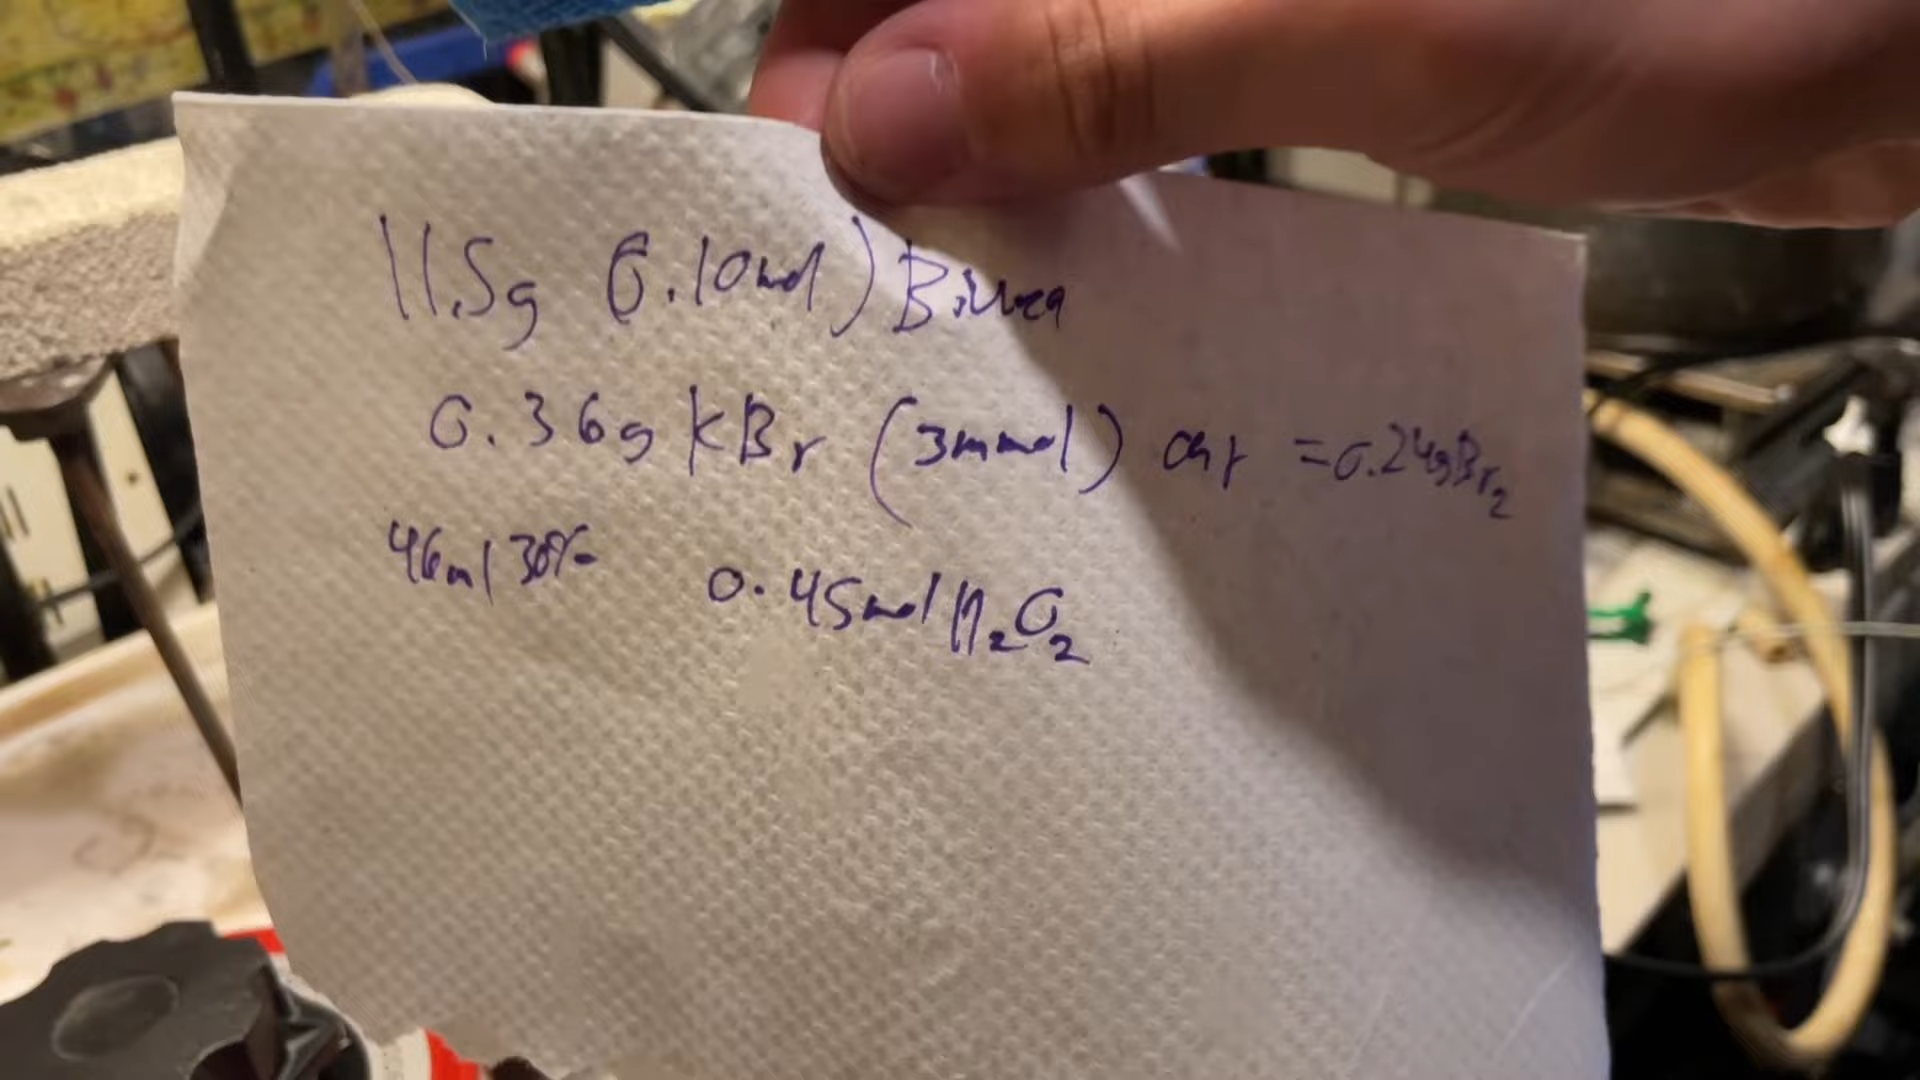 11.5g 0.10mol) Biurea
0.36g KBr (3mmol) cat = 0.24g Br2
46ml 30% 0.45mol H2O2